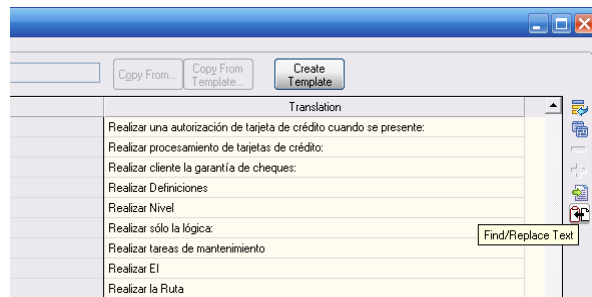 Copy From...
Copy From
Template...
Create
Template
Translation
Realizar una autorización de tarjeta de crédito cuando se presente:
Realizar procesamiento de tarjetas de crédito:
Realizar cliente la garantía de cheques:
Realizar Definiciones
Realizar Nivel
Realizar sólo la lógica:
Find/Replace Text
Realizar tareas de mantenimiento
Realizar El
Realizar la Ruta